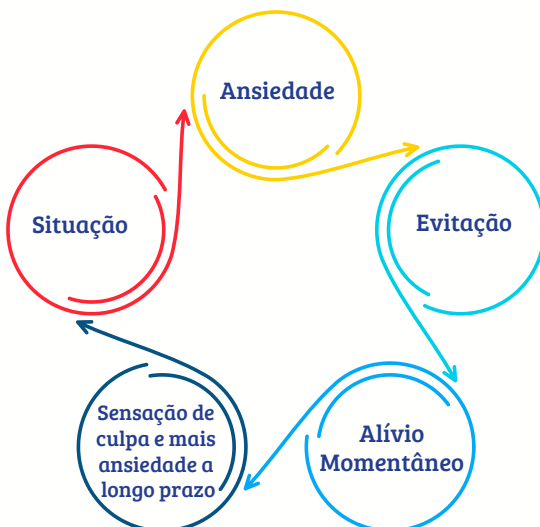 Ansiedade
Situação
Evitação
Sensação de
culpa e mais
ansiedade a
longo prazo
Alívio
Momentâneo